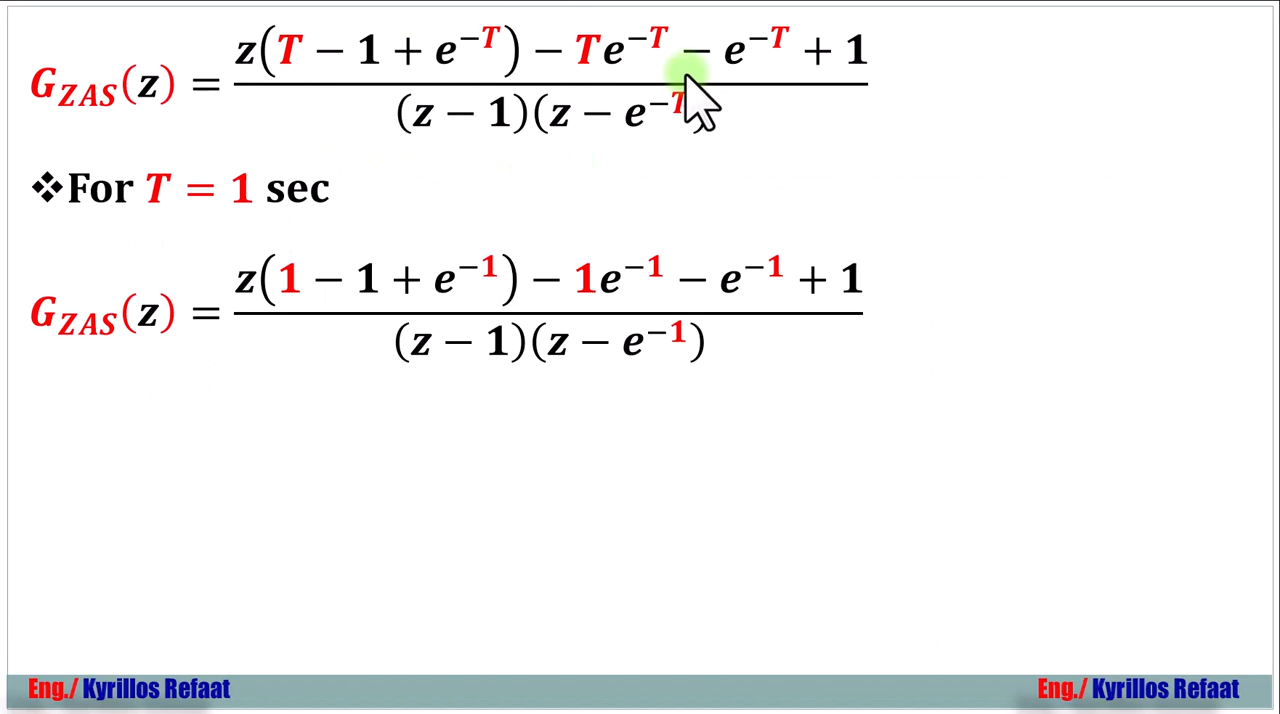 G_ZAS(z) = (z(T − 1 + e^−T) − Te^−T − e^−T + 1) / ((z − 1)(z − e^−T
❖For T = 1 sec
G_ZAS(z) = (z(1 − 1 + e^−1) − 1e^−1 − e^−1 + 1) / ((z − 1)(z − e^−1))
Eng./ Kyrillos Refaat
Eng./ Kyrillos Refaat